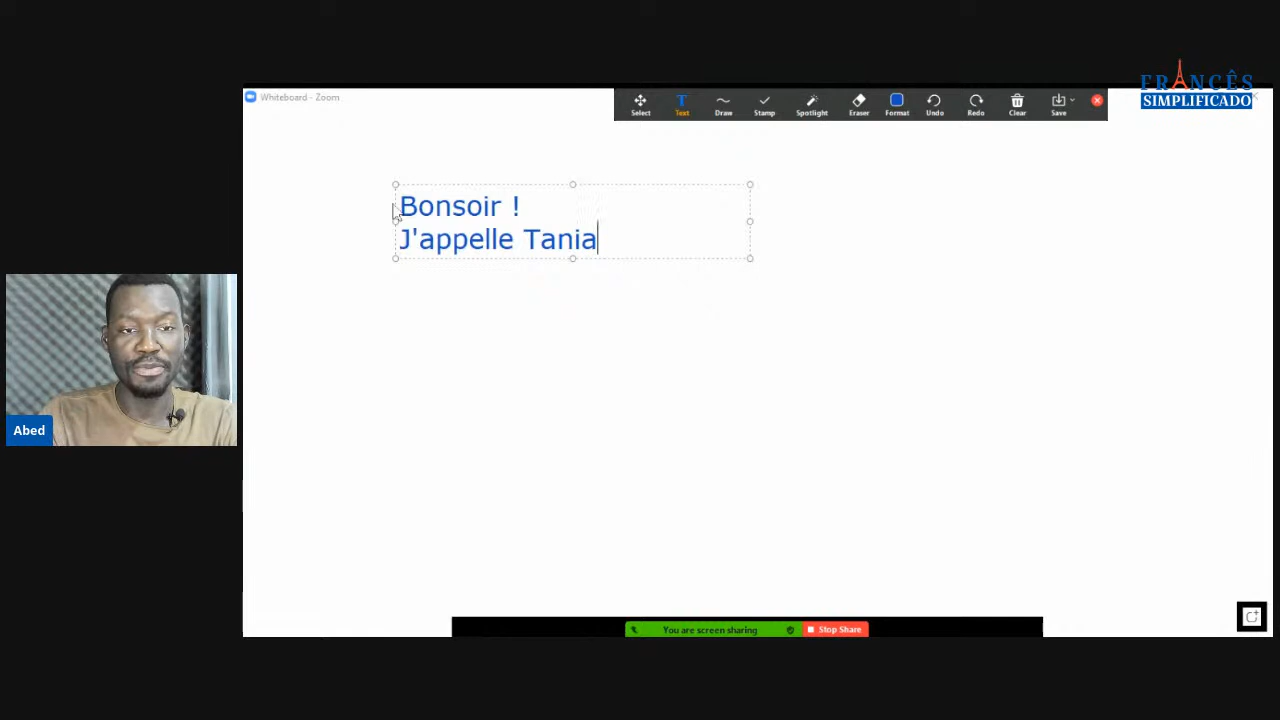 FRANCÊS
SIMPLIFICADO
Whiteboard - Zoom
Select Text Draw Stamp Spotlight Eraser Format Undo Redo Clear Save
Bonsoir !
J'appelle Tania
Abed
You are screen sharing Stop Share